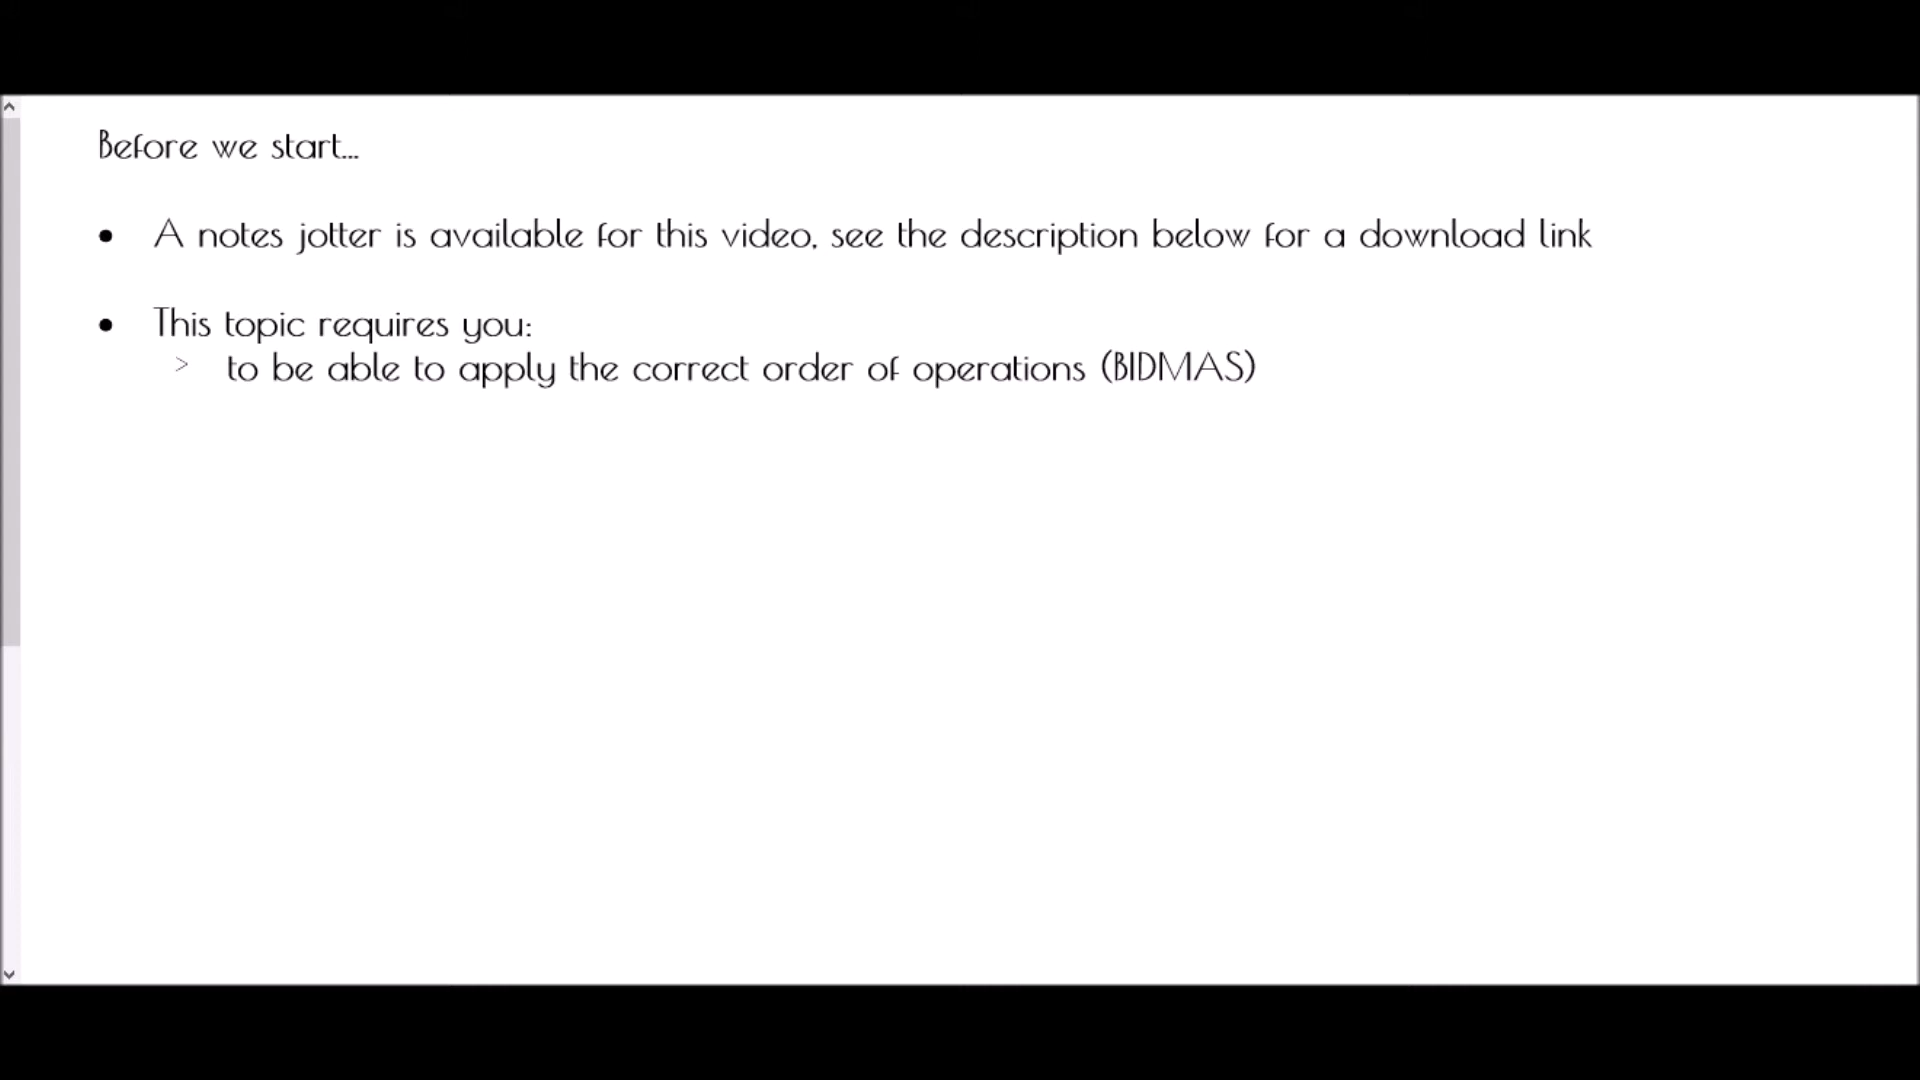 Before we start...
• A notes jotter is available for this video, see the description below for a download link
• This topic requires you:
> to be able to apply the correct order of operations (BIDMAS)